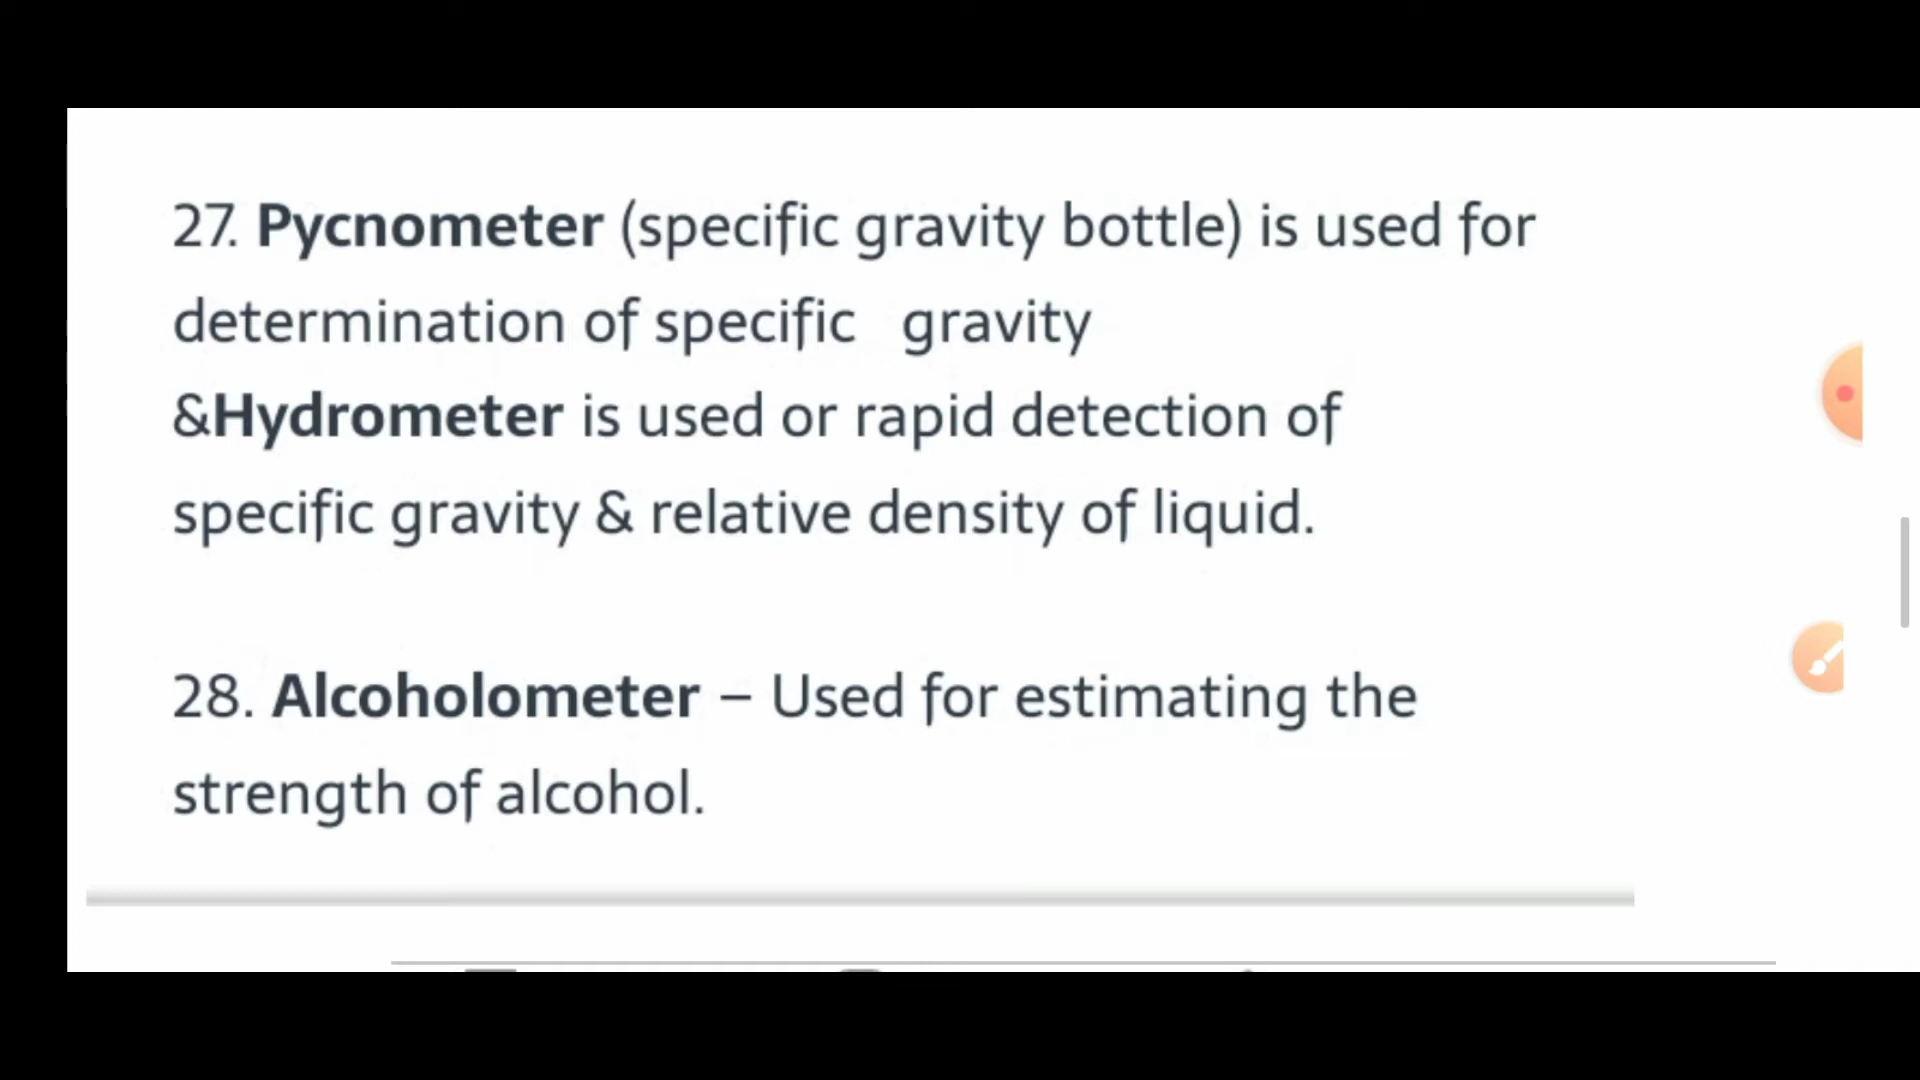 27. Pycnometer (specific gravity bottle) is used for
determination of specific gravity
&Hydrometer is used or rapid detection of
specific gravity & relative density of liquid.
28. Alcoholometer – Used for estimating the
strength of alcohol.